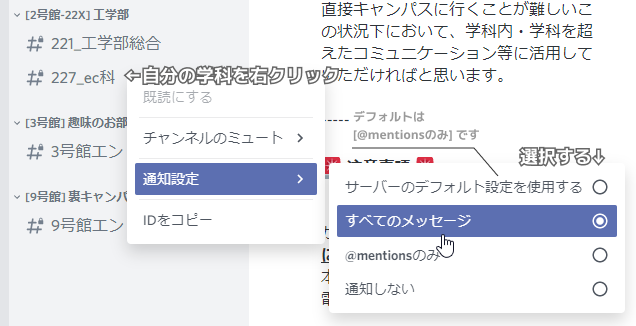 [2号館-22X] 工学部
221_工学部総合
227_ec科
←自分の学科を右クリック
[3号館] 趣味のお部
3号館エン
[9号館] 裏キャンパ
9号館エン
既読にする
チャンネルのミュート
通知設定
IDをコピー
直接キャンパスに行くことが難しいこ
の状況下において、学科内・学科を超
えたコミュニケーション等に活用して
ただければと思います。
-----
デフォルトは
[@mentionsのみ] です
注意事項
選択する↓
サーバーのデフォルト設定を使用する
すべてのメッセージ
@mentionsのみ
通知しない